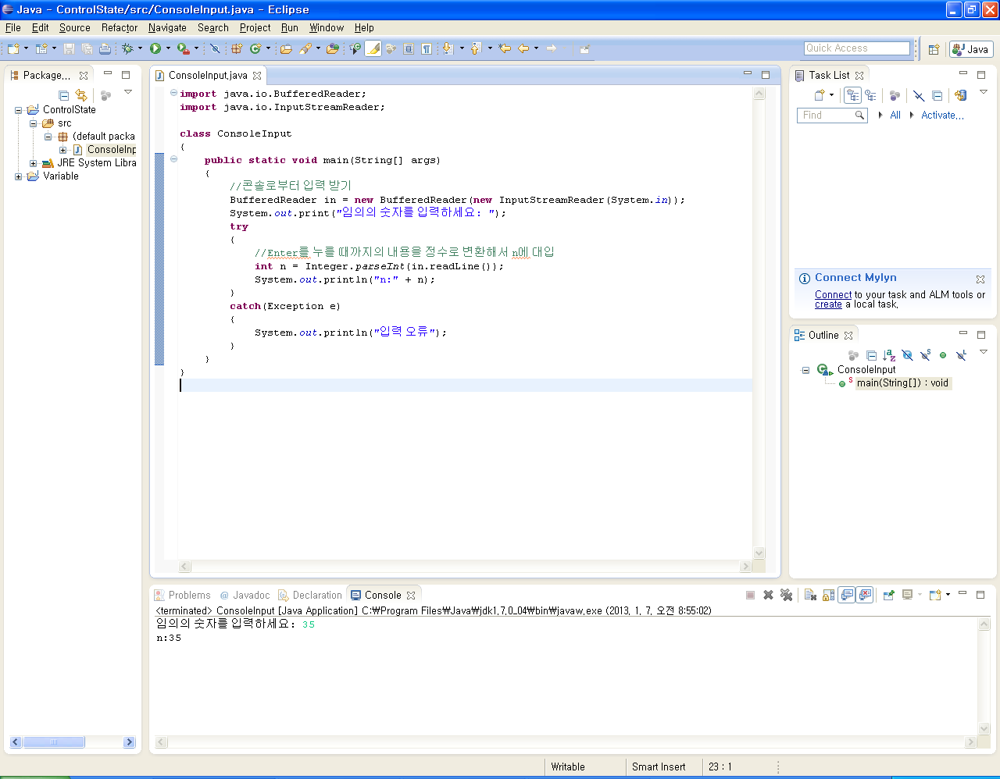 Java - ControlState/src/ConsoleInput.java - Eclipse
File Edit Source Refactor Navigate Search Project Run Window Help
Quick Access
Java
Package...
ControlState
src
(default packa
ConsoleInp
JRE System Libra
Variable
ConsoleInput.java
import java.io.BufferedReader;
import java.io.InputStreamReader;
class ConsoleInput
{
public static void main(String[] args)
{
//콘솔로부터 입력 받기
BufferedReader in = new BufferedReader(new InputStreamReader(System.in));
System.out.print("임의의 숫자를 입력하세요: ");
try
{
//Enter를 누를 때까지의 내용을 정수로 변환해서 n에 대입
int n = Integer.parseInt(in.readLine());
System.out.println("n:" + n);
}
catch(Exception e)
{
System.out.println("입력 오류");
}
}
}
Task List
Find All Activate...
Connect Mylyn
Connect to your task and ALM tools or
create a local task.
Outline
ConsoleInput
main(String[]) : void
Problems @ Javadoc Declaration Console
<terminated> ConsoleInput [Java Application] C:₩Program Files₩Java₩jdk1.7.0_04₩bin₩javaw.exe (2013. 1. 7. 오전 8:55:02)
임의의 숫자를 입력하세요: 35
n:35
Writable Smart Insert 23 : 1